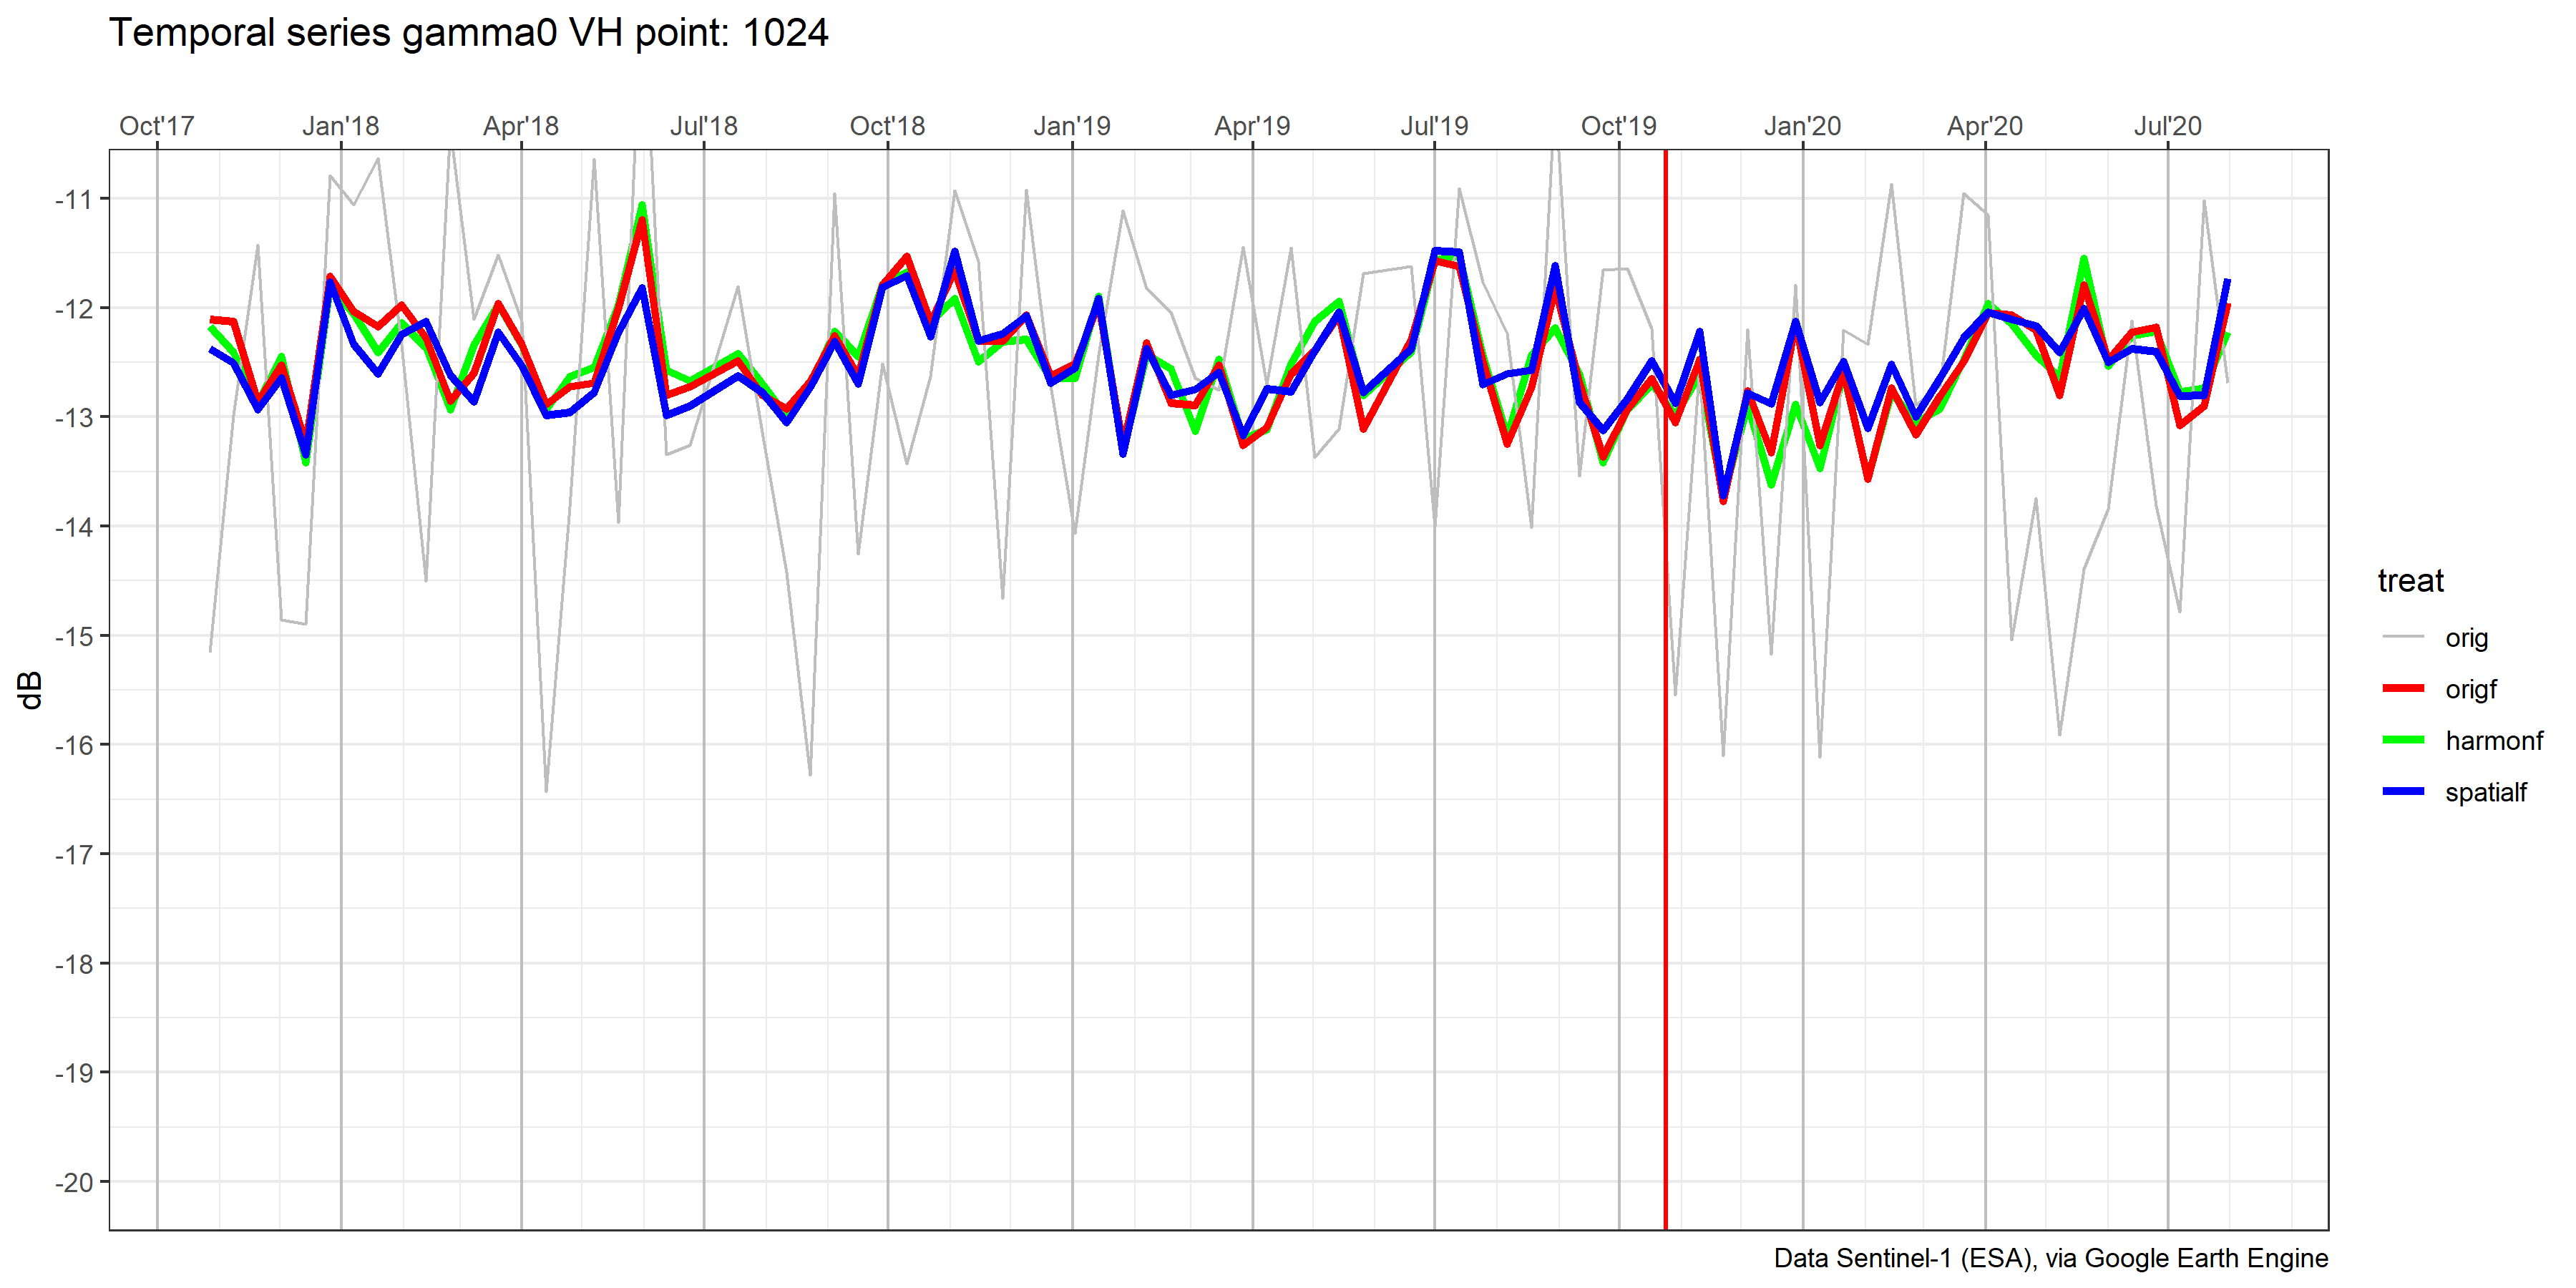 Temporal series gamma0 VH point: 1024
Oct'17 Jan'18 Apr'18 Jul'18 Oct'18 Jan'19 Apr'19 Jul'19 Oct'19 Jan'20 Apr'20 Jul'20
-11
-12
-13
-14
-15
-16
-17
-18
-19
-20
dB
treat
orig
origf
harmonf
spatialf
Data Sentinel-1 (ESA), via Google Earth Engine